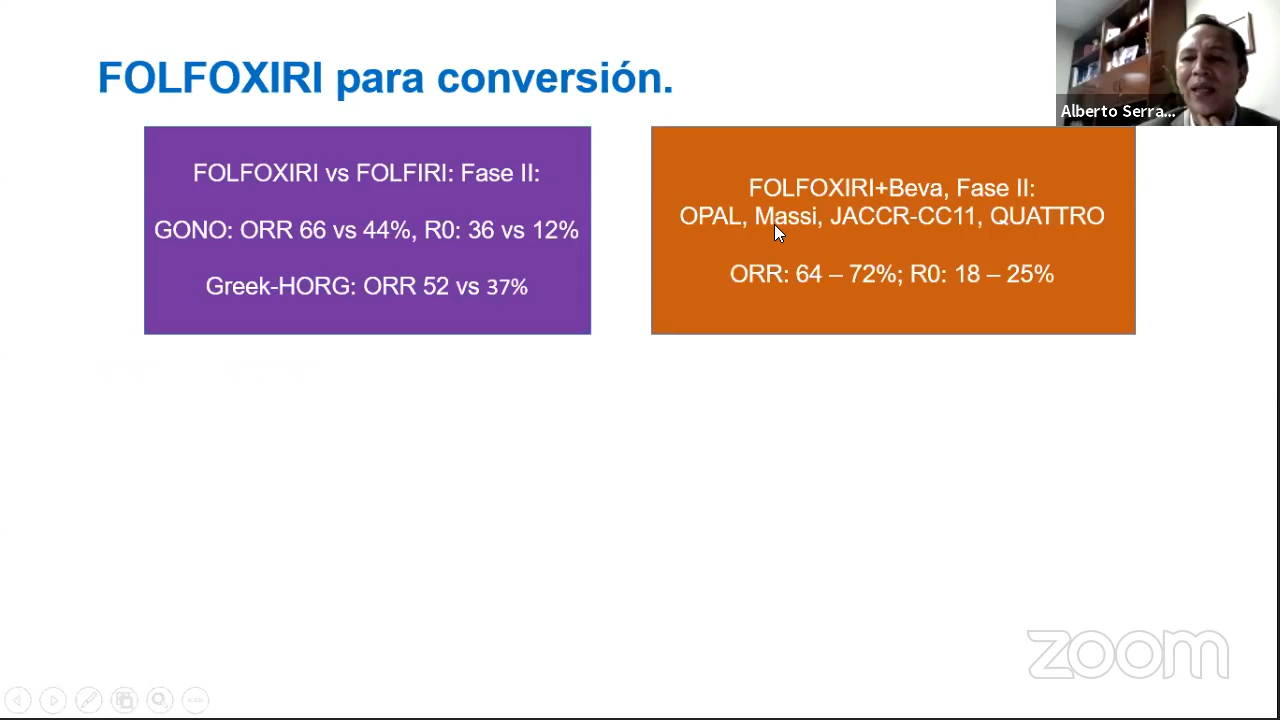 FOLFOXIRI para conversión.
Alberto Serra...
FOLFOXIRI vs FOLFIRI: Fase II:
GONO: ORR 66 vs 44%, R0: 36 vs 12%
Greek-HORG: ORR 52 vs 37%
FOLFOXIRI+Beva, Fase II:
OPAL, Massi, JACCR-CC11, QUATTRO
ORR: 64 – 72%; R0: 18 – 25%
zoom